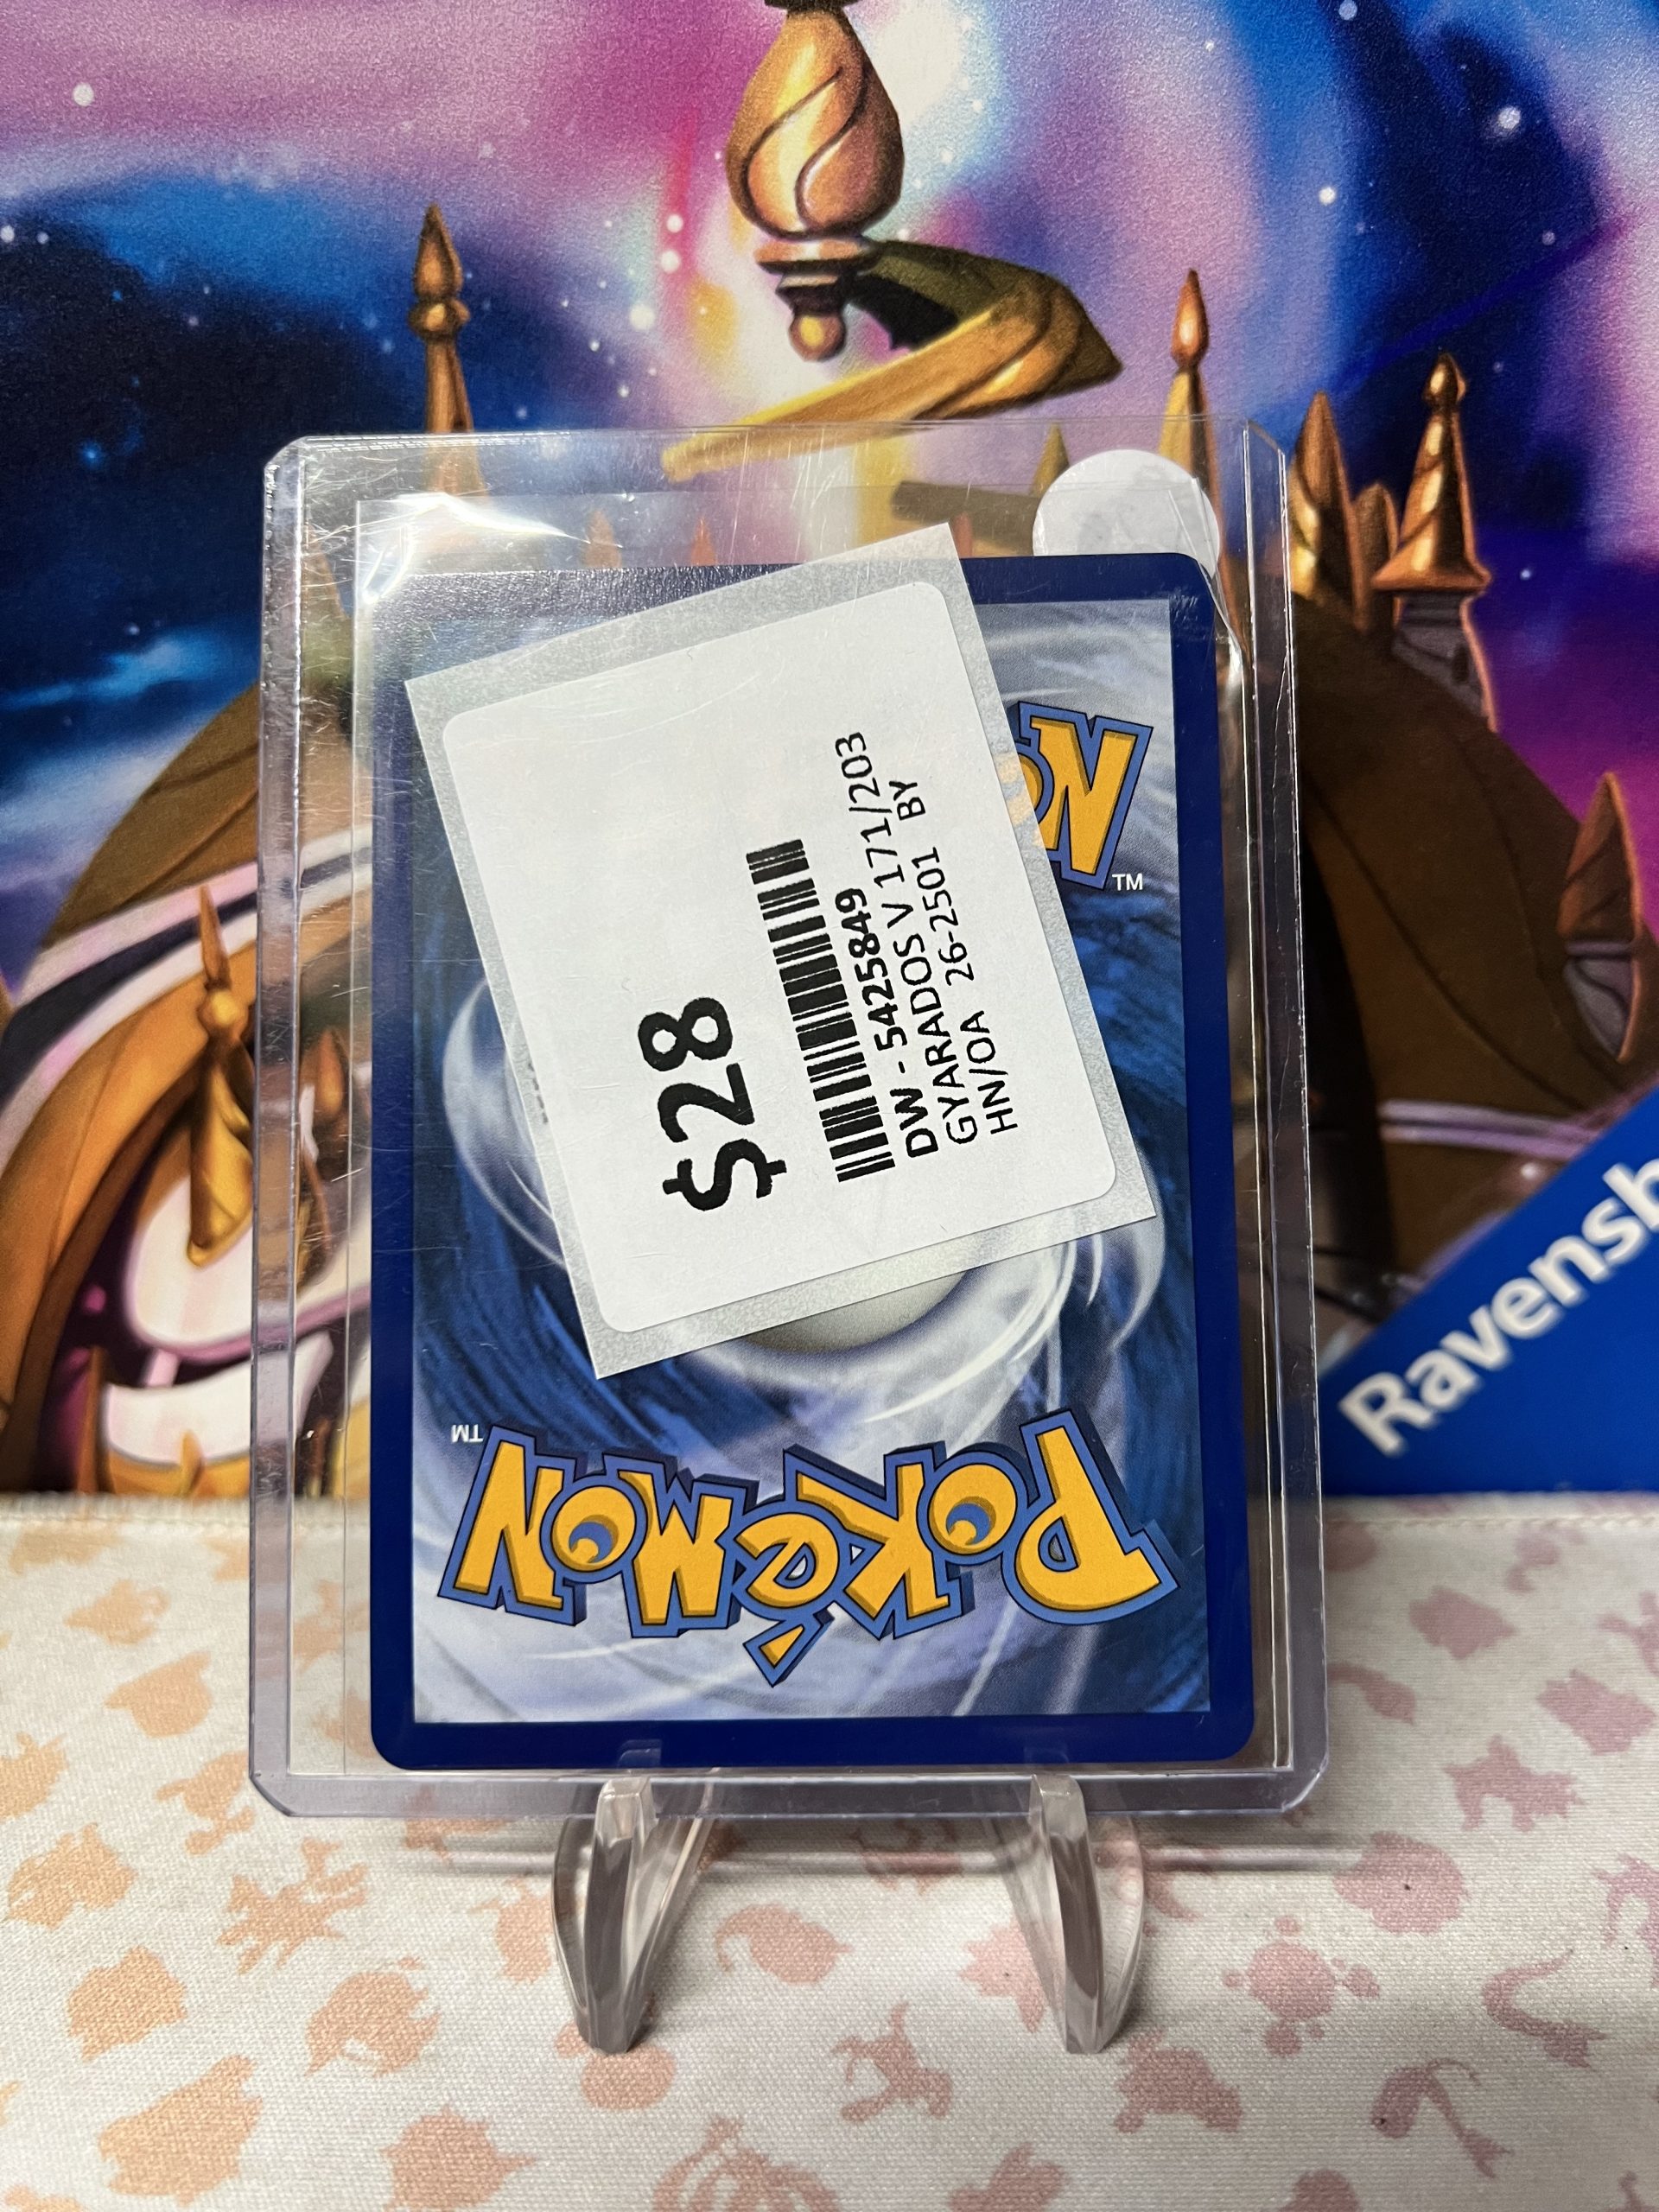 $28
DW - 5425849
GYARADOS V 171/203
HN/OA 26-2501 BY
TM
Pokémon
TM
Ravensb